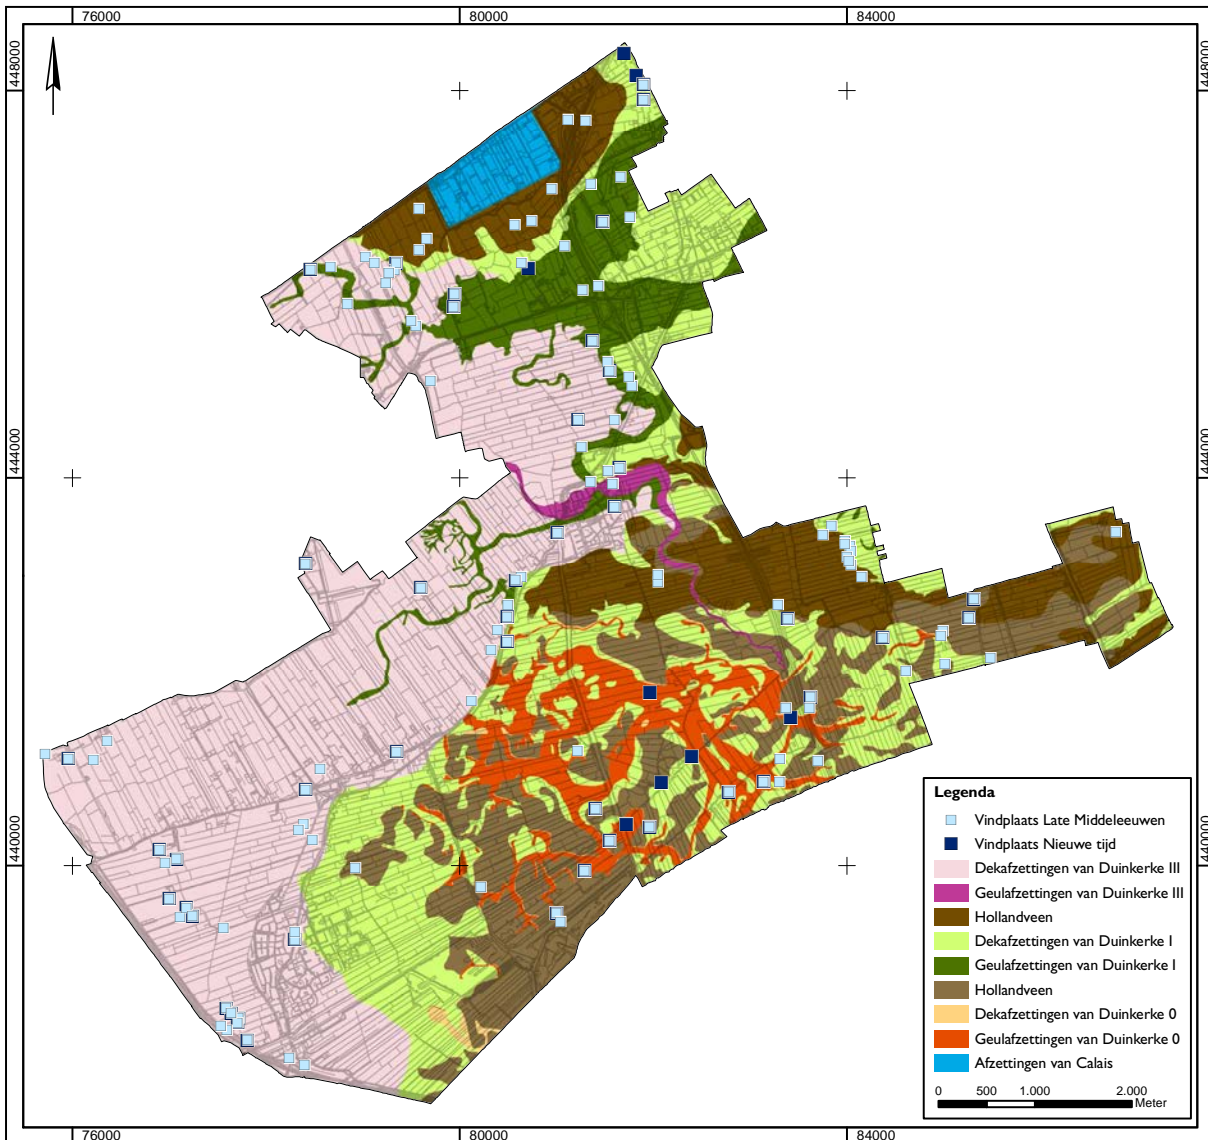 76000
80000
84000
448000
448000
444000
444000
440000
440000
Legenda
Vindplaats Late Middeleeuwen
Vindplaats Nieuwe tijd
Dekafzettingen van Duinkerke III
Geulafzettingen van Duinkerke III
Hollandveen
Dekafzettingen van Duinkerke I
Geulafzettingen van Duinkerke I
Hollandveen
Dekafzettingen van Duinkerke 0
Geulafzettingen van Duinkerke 0
Afzettingen van Calais
0 500 1.000 2.000
Meter
76000
80000
84000